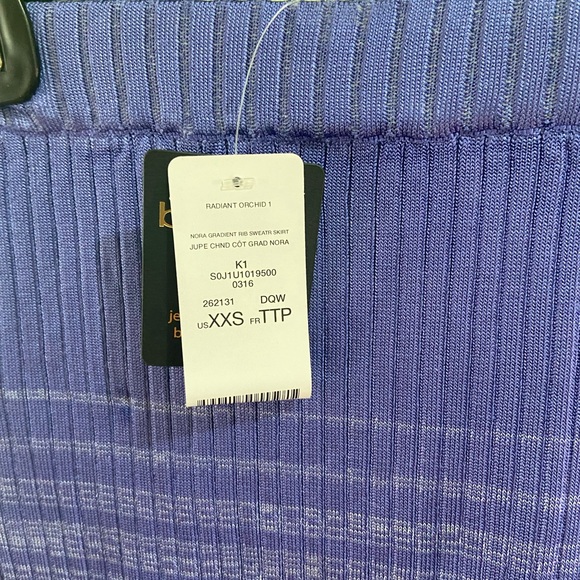 RADIANT ORCHID 1
NORA GRADIENT RIB SWEATR SKIRT
JUPE CHND CÔT GRAD NORA
K1
S0J1U1019500
0316
262131 DQW
US XXS FR TTP